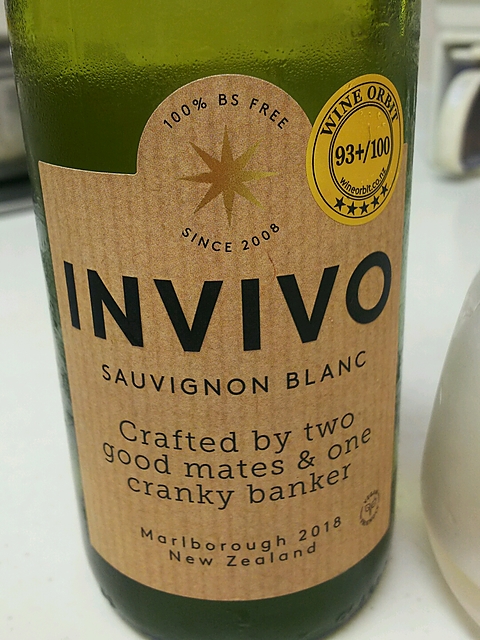 100% BS FREE
SINCE 2008
WINE ORBIT
93+/100
wineorbit.co.nz
INVIVO
SAUVIGNON BLANC
Crafted by two
good mates & one
cranky banker
Marlborough 2018
New Zealand